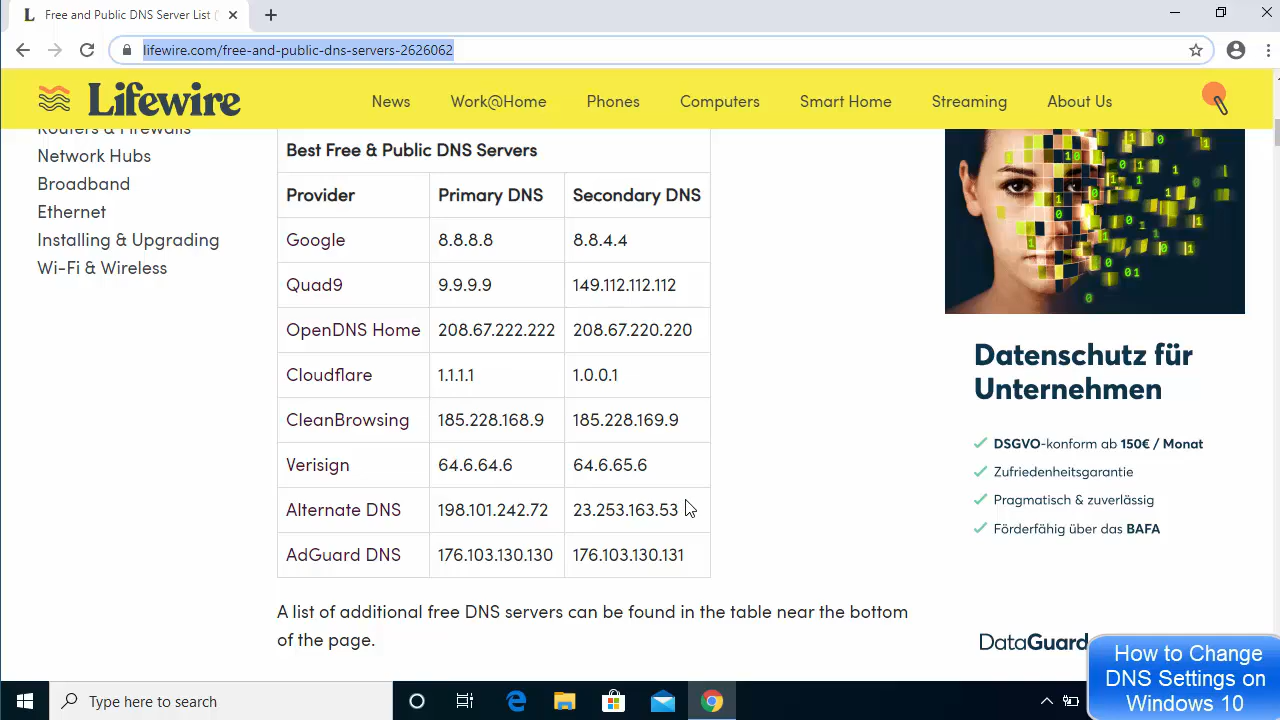 Free and Public DNS Server List (
lifewire.com/free-and-public-dns-servers-2626062
Lifewire
News Work@Home Phones Computers Smart Home Streaming About Us
Routers & Firewalls
Network Hubs
Broadband
Ethernet
Installing & Upgrading
Wi-Fi & Wireless
Best Free & Public DNS Servers
Provider Primary DNS Secondary DNS
Google 8.8.8.8 8.8.4.4
Quad9 9.9.9.9 149.112.112.112
OpenDNS Home 208.67.222.222 208.67.220.220
Cloudflare 1.1.1.1 1.0.0.1
CleanBrowsing 185.228.168.9 185.228.169.9
Verisign 64.6.64.6 64.6.65.6
Alternate DNS 198.101.242.72 23.253.163.53
AdGuard DNS 176.103.130.130 176.103.130.131
A list of additional free DNS servers can be found in the table near the bottom
of the page.
Datenschutz für
Unternehmen
DSGVO-konform ab 150€ / Monat
Zufriedenheitsgarantie
Pragmatisch & zuverlässig
Förderfähig über das BAFA
DataGuard
How to Change
DNS Settings on
Windows 10
Type here to search